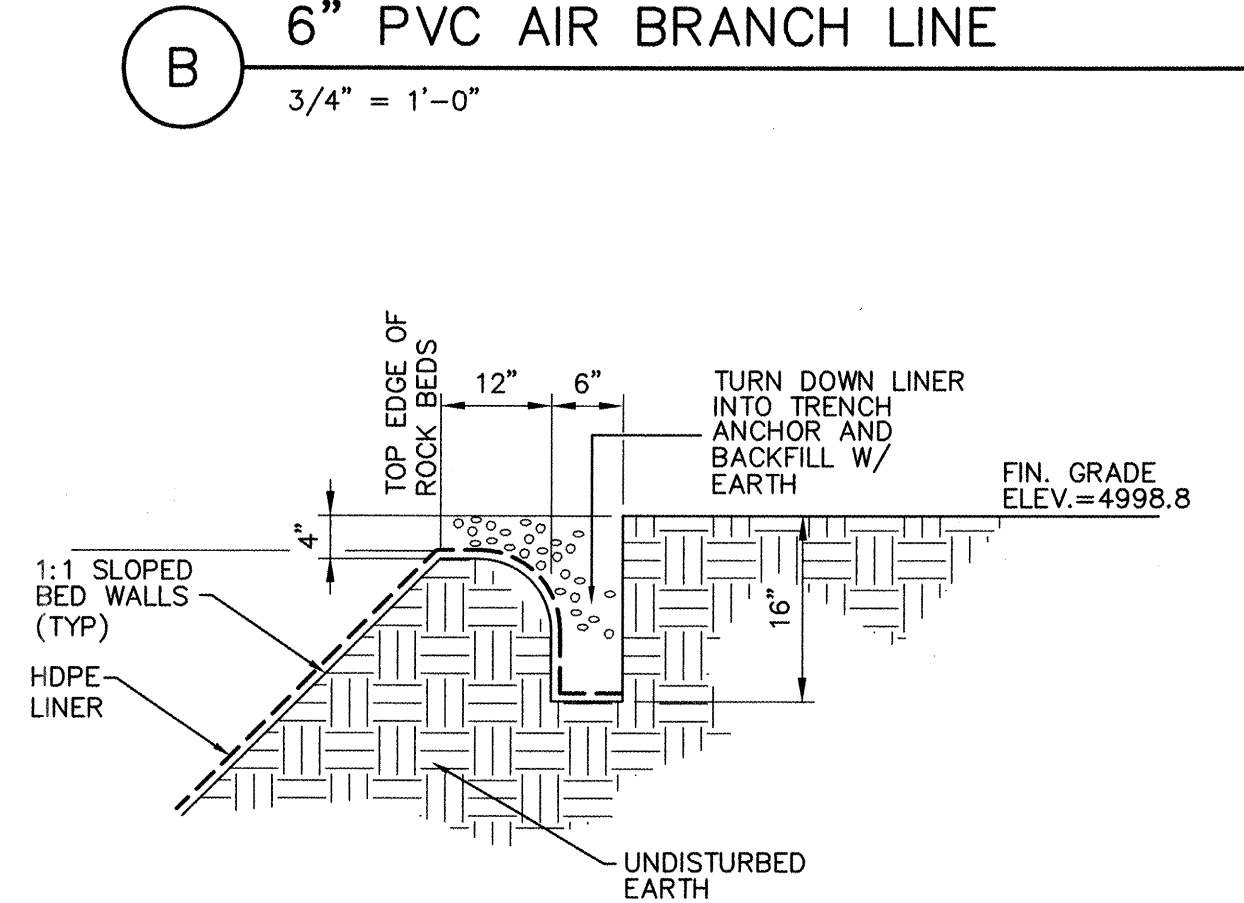 B
6" PVC AIR BRANCH LINE
3/4" = 1'-0"
TOP EDGE OF
ROCK BEDS
12"
6"
TURN DOWN LINER
INTO TRENCH
ANCHOR AND
BACKFILL W/
EARTH
FIN. GRADE
ELEV.=4998.8
4"
1:1 SLOPED
BED WALLS
(TYP)
16"
HDPE
LINER
UNDISTURBED
EARTH